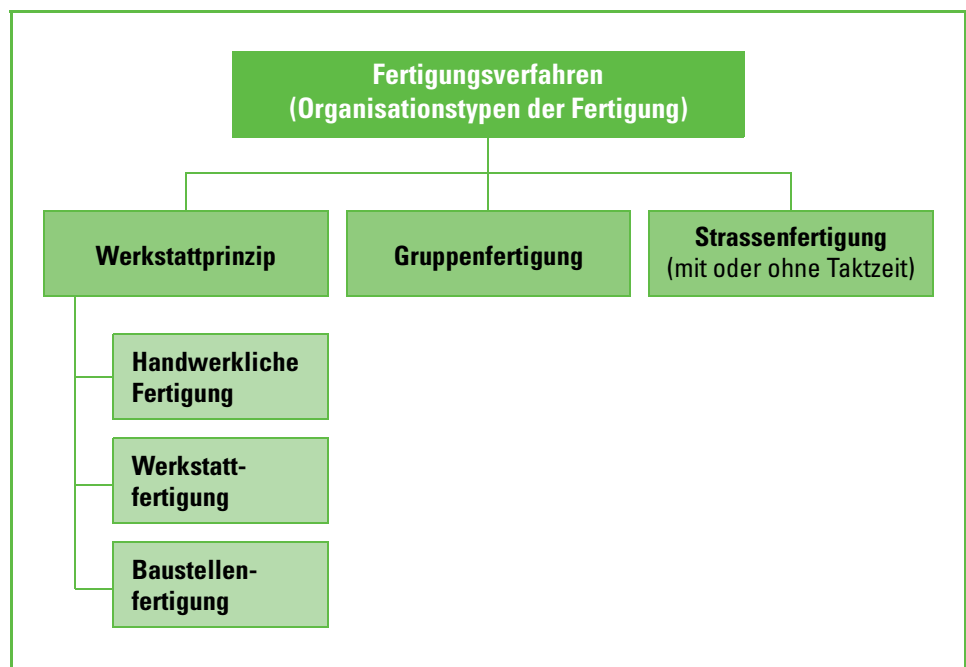 Fertigungsverfahren
(Organisationstypen der Fertigung)
Werkstattprinzip
Gruppenfertigung
Strassenfertigung
(mit oder ohne Taktzeit)
Handwerkliche
Fertigung
Werkstatt-
fertigung
Baustellen-
fertigung